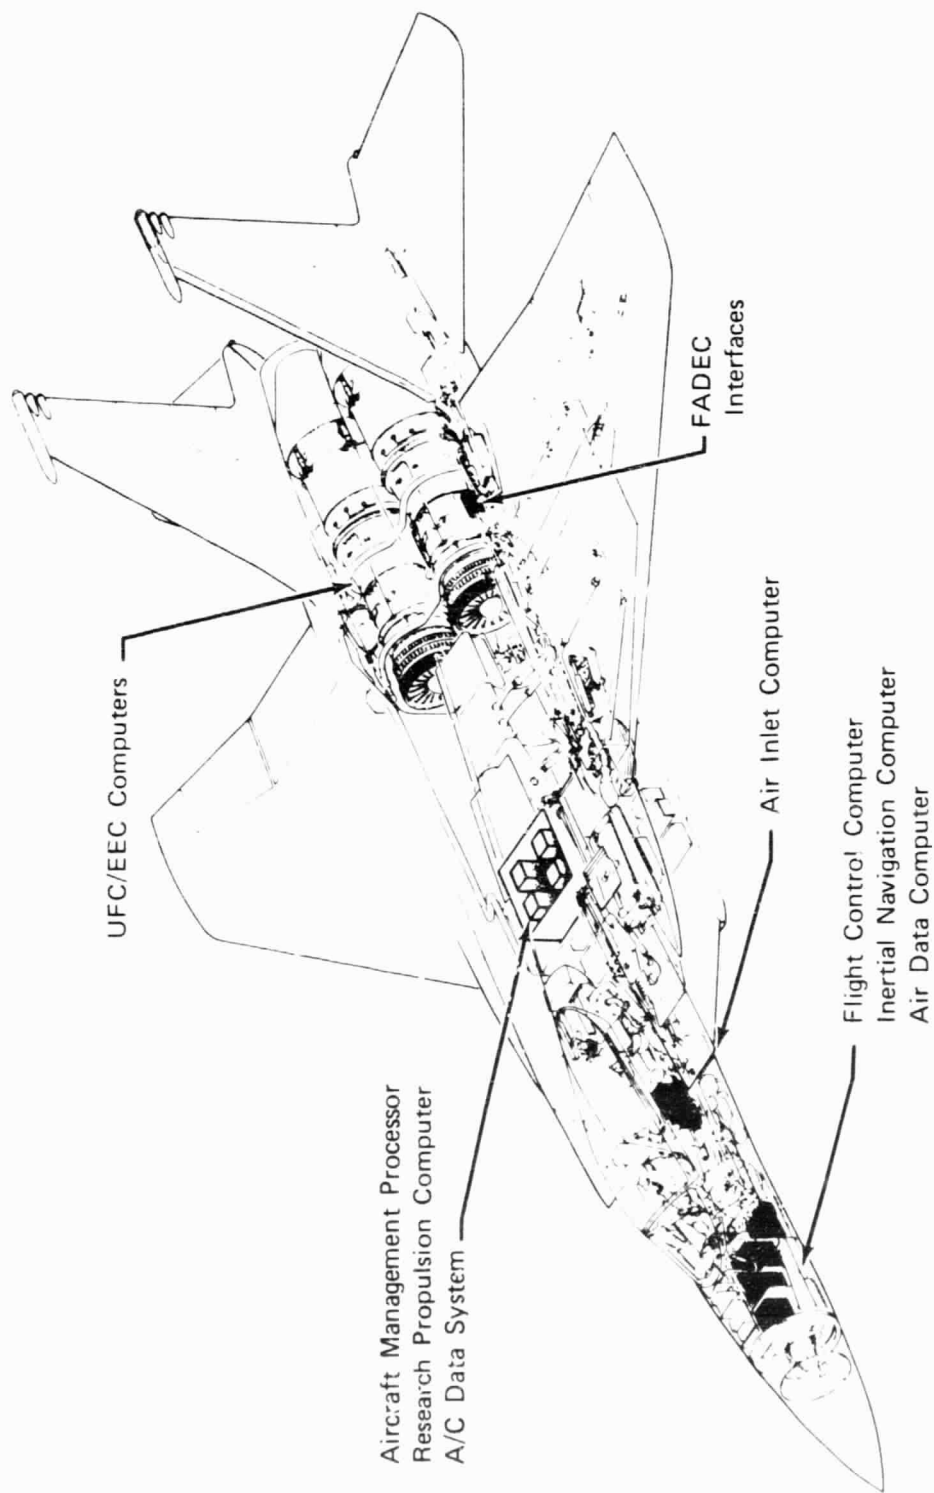 UFC/EEC Computers
FADEC
Interfaces
Aircraft Management Processor
Research Propulsion Computer
A/C Data System
Air Inlet Computer
Flight Control Computer
Inertial Navigation Computer
Air Data Computer